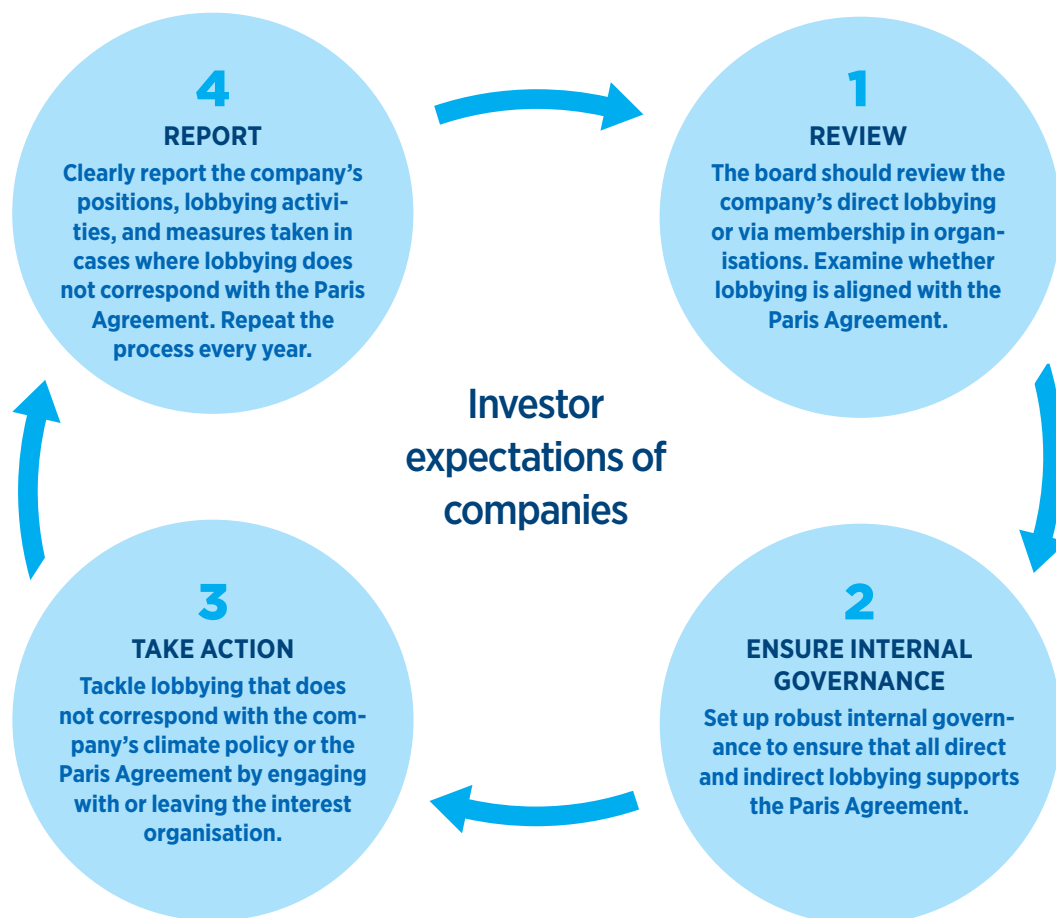 1
REVIEW
The board should review the
company's direct lobbying
or via membership in organ-
isations. Examine whether
lobbying is aligned with the
Paris Agreement.
2
ENSURE INTERNAL
GOVERNANCE
Set up robust internal govern-
ance to ensure that all direct
and indirect lobbying supports
the Paris Agreement.
3
TAKE ACTION
Tackle lobbying that does
not correspond with the com-
pany's climate policy or the
Paris Agreement by engaging
with or leaving the interest
organisation.
4
REPORT
Clearly report the company's
positions, lobbying activi-
ties, and measures taken in
cases where lobbying does
not correspond with the Paris
Agreement. Repeat the
process every year.
Investor
expectations of
companies